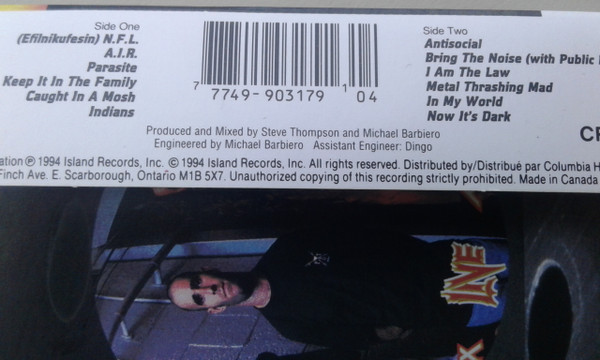 Side One
(Efilnikufesin) N.F.L.
A.I.R.
Parasite
Keep It In The Family
Caught In A Mosh
Indians
7 7749-903179 1 04
Side Two
Antisocial
Bring The Noise (with Public
I Am The Law
Metal Thrashing Mad
In My World
Now It's Dark
Produced and Mixed by Steve Thompson and Michael Barbiero
Engineered by Michael Barbiero Assistant Engineer: Dingo
ation ℗ 1994 Island Records, Inc. © 1994 Island Records, Inc. All rights reserved. Distributed by/Distribué par Columbia H
Finch Ave. E. Scarborough, Ontario M1B 5X7. Unauthorized copying of this recording strictly prohibited. Made in Canada
LIVE